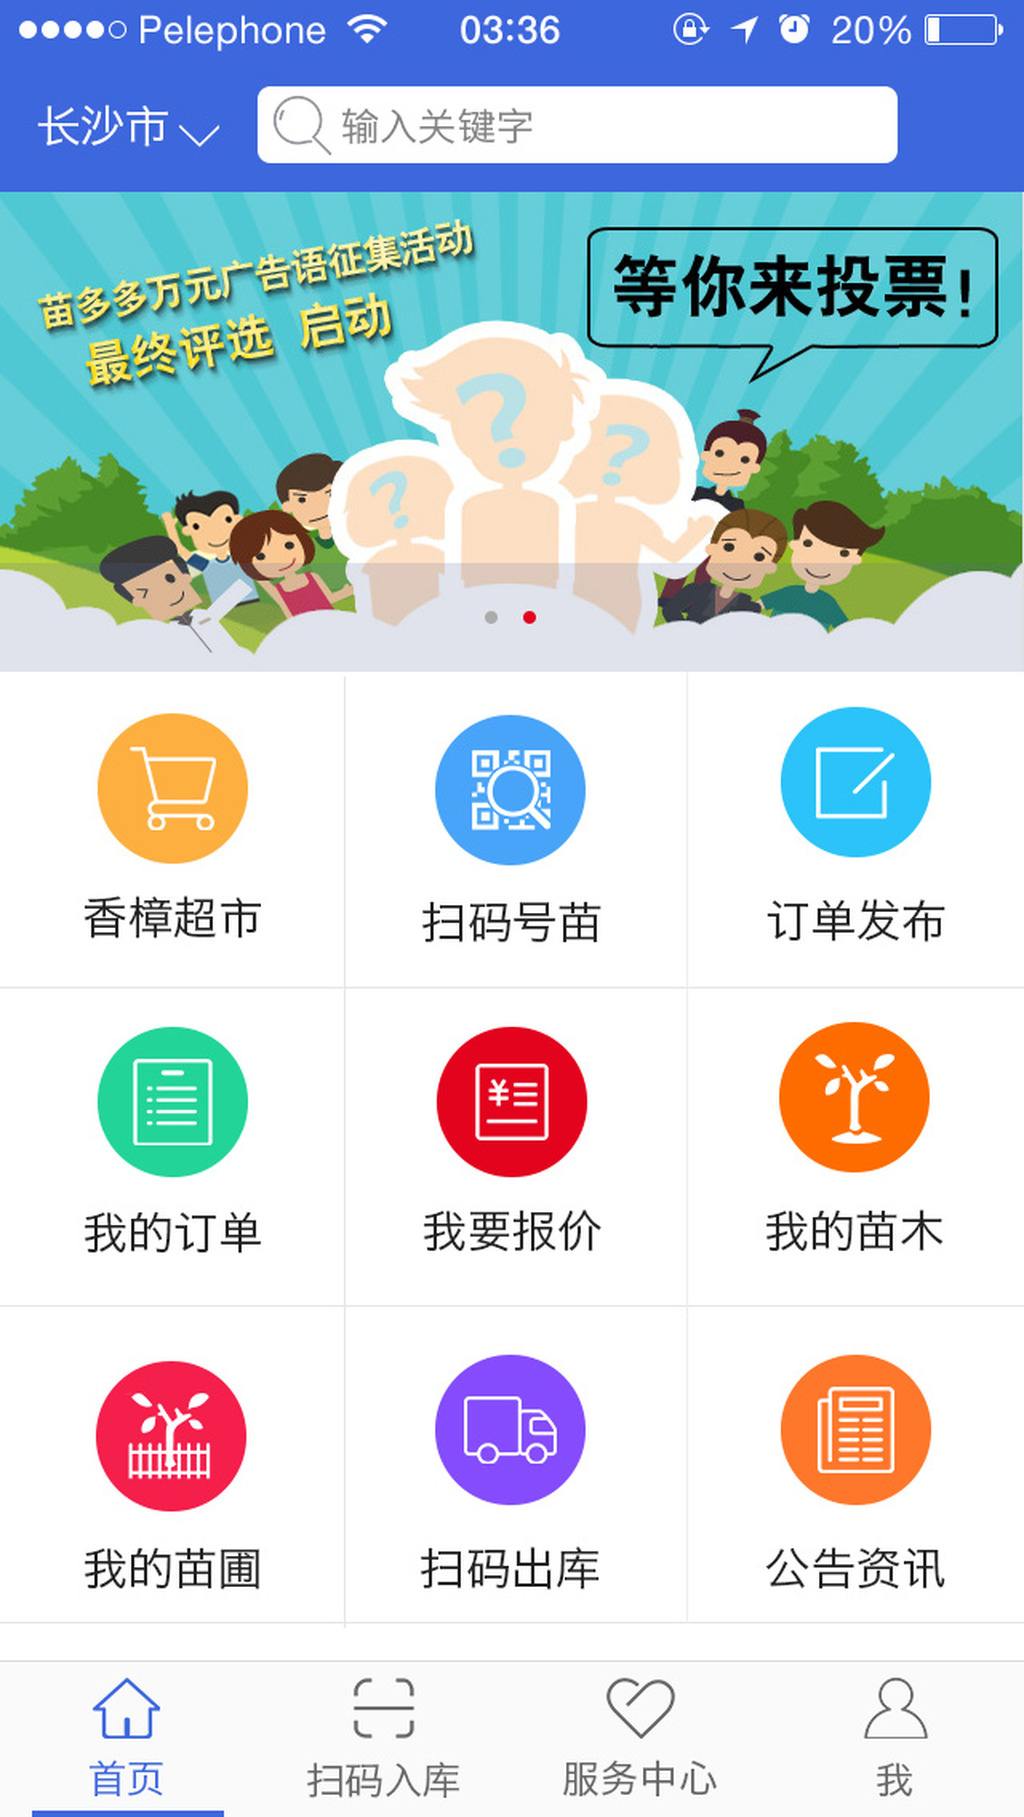 Pelephone 03:36 20%
长沙市 输入关键字
苗多多万元广告语征集活动
最终评选 启动
等你来投票!
香樟超市 扫码号苗 订单发布
我的订单 我要报价 我的苗木
我的苗圃 扫码出库 公告资讯
首页 扫码入库 服务中心 我